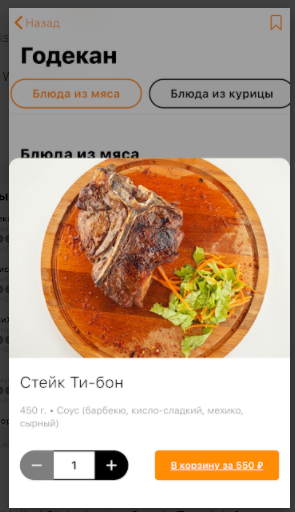 Назад
Годекан
Блюда из мяса
Блюда из курицы
Блюда из мяса
Стейк Ти-бон
450 г. • Соус (барбекю, кисло-сладкий, мехико,
сырный)
− 1 +
В корзину за 550 ₽